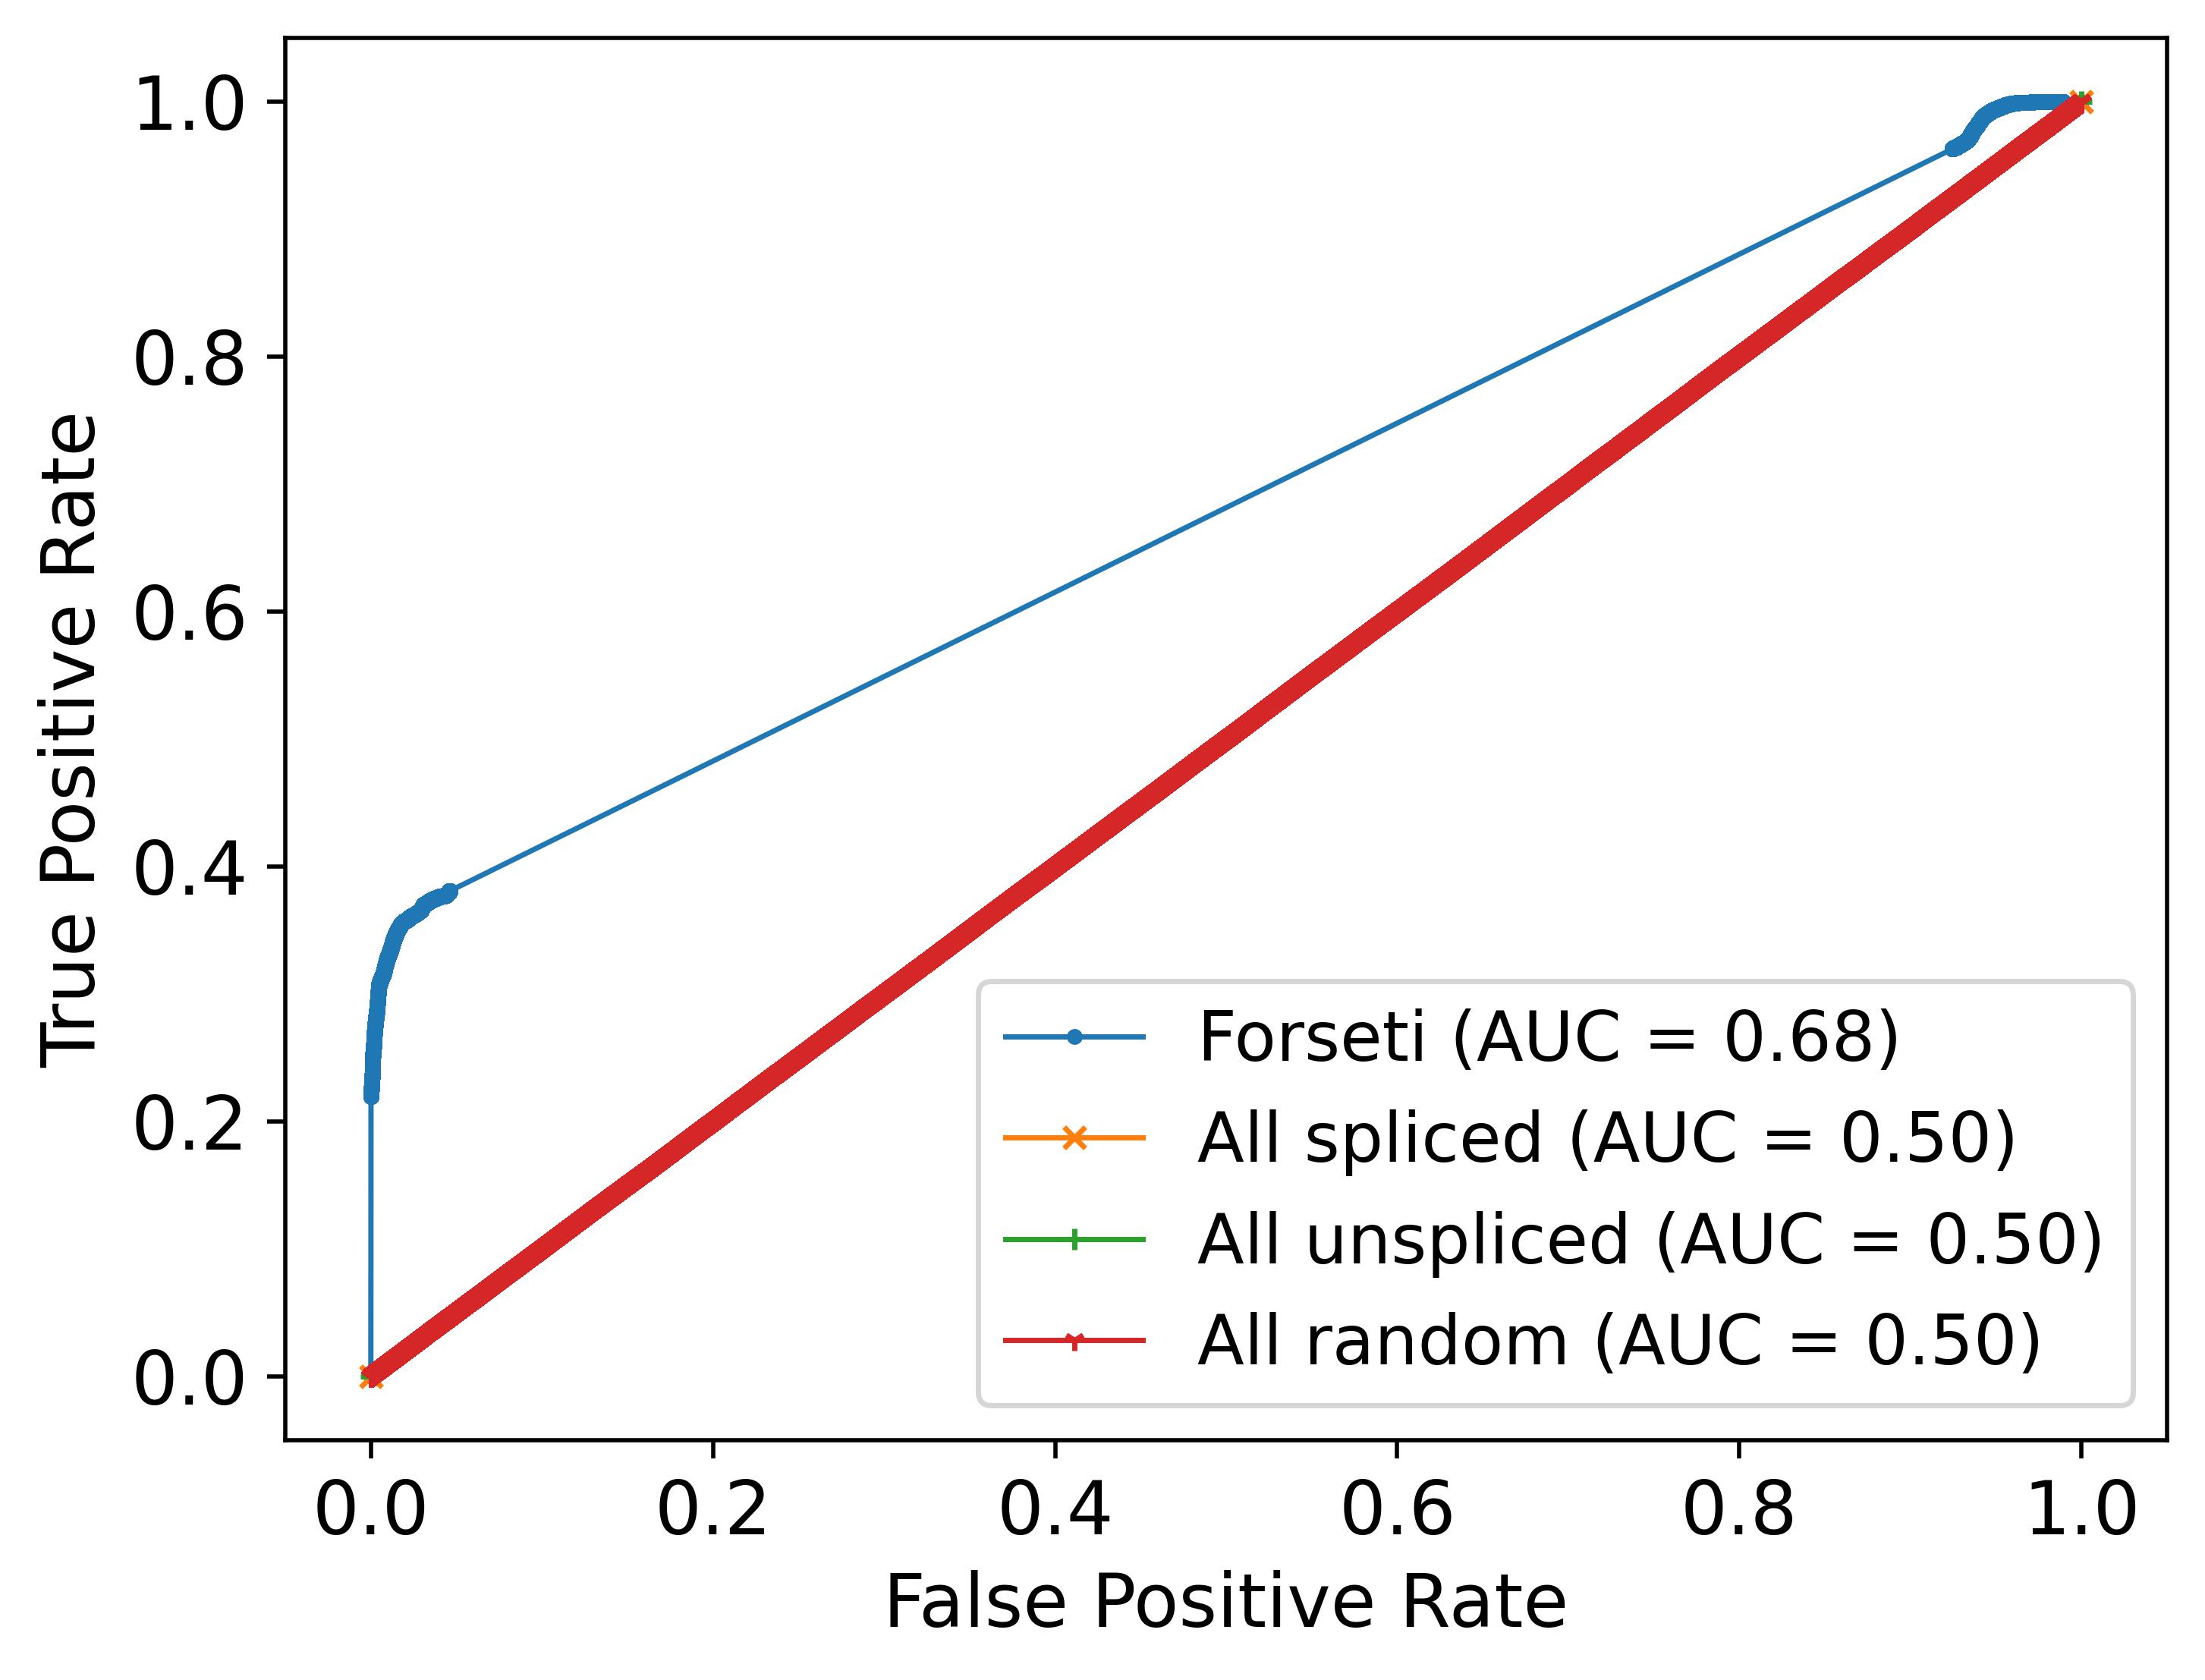 1.0
0.8
0.6
0.4
0.2
0.0
True Positive Rate
Forseti (AUC = 0.68)
All spliced (AUC = 0.50)
All unspliced (AUC = 0.50)
All random (AUC = 0.50)
0.0 0.2 0.4 0.6 0.8 1.0
False Positive Rate